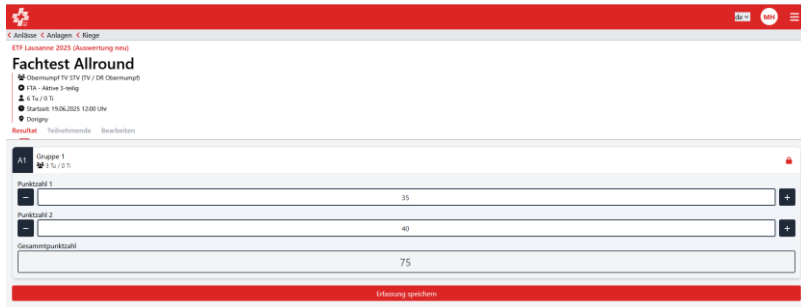 de
MH
Anlässe Anlagen Riege
ETF Lausanne 2025 (Auswertung neu)
Fachtest Allround
Obermumpf TV STV (TV / DR Obermumpf)
FTA - Aktive 3-teilig
6 Tu / 0 Ti
Startzeit: 19.06.2025 12:00 Uhr
Dorigny
Resultat Teilnehmende Bearbeiten
A1 Gruppe 1
3 Tu / 0 Ti
Punktzahl 1
− 35 +
Punktzahl 2
− 40 +
Gesammtpunktzahl
75
Erfassung speichern